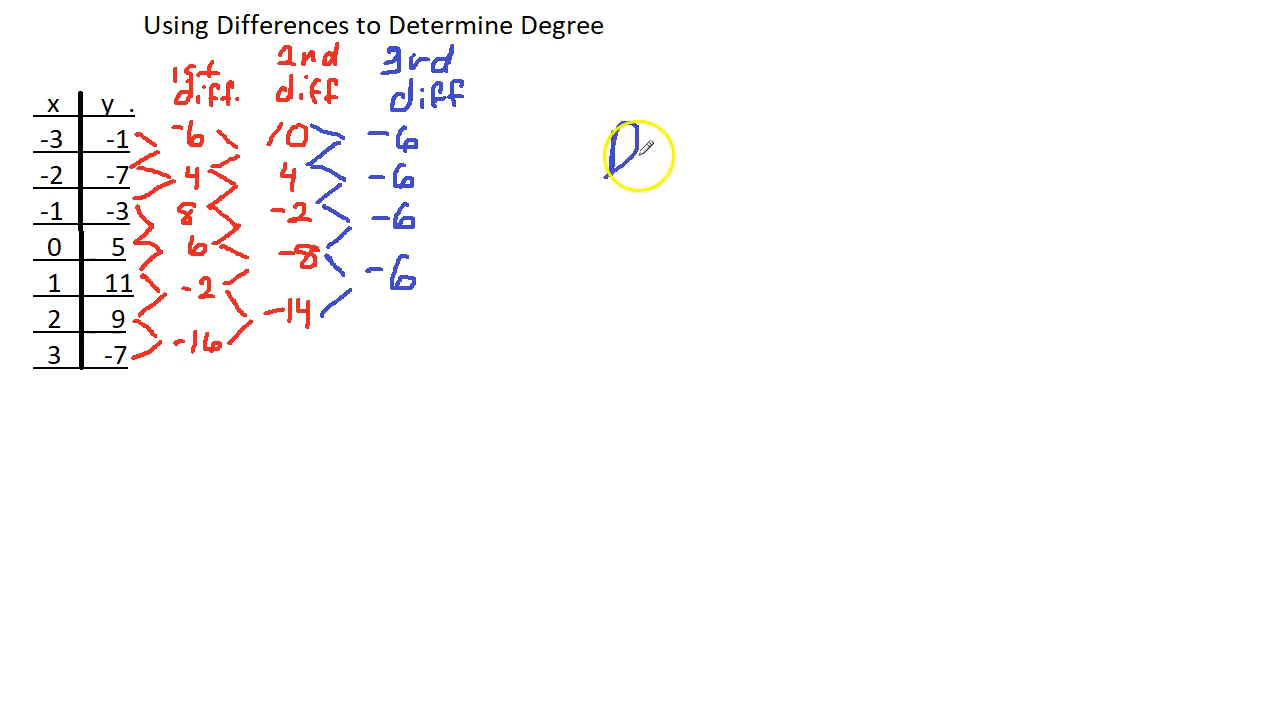 Using Differences to Determine Degree
1st diff. 2nd diff 3rd diff
x y .
-3 -1 -6 10 -6
-2 -7 4 4 -6
-1 -3 8 -2 -6
0 5 6 -8 -6
1 11 -2 -14
2 9 -16
3 -7
D